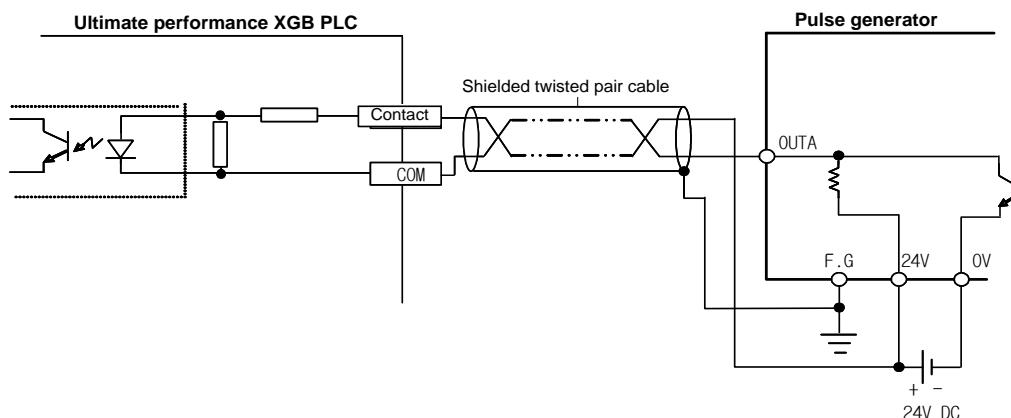 Ultimate performance XGB PLC
Pulse generator
Shielded twisted pair cable
Contact
OUTA
COM
F.G
24V
0V
+ -
24V DC